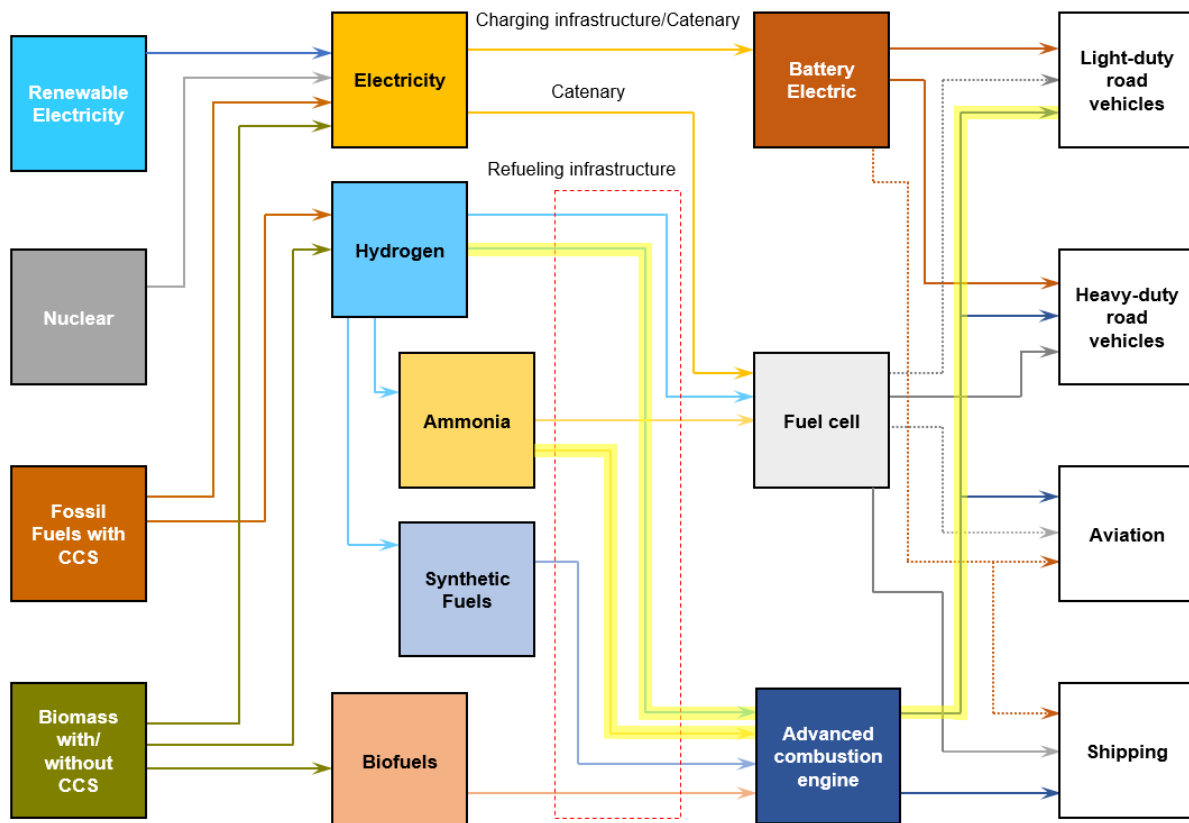 Charging infrastructure/Catenary
Renewable
Electricity
Electricity
Battery
Electric
Light-duty
road
vehicles
Catenary
Refueling infrastructure
Hydrogen
Nuclear
Heavy-duty
road
vehicles
Ammonia
Fuel cell
Fossil
Fuels with
CCS
Synthetic
Fuels
Aviation
Biomass
with/
without
CCS
Biofuels
Advanced
combustion
engine
Shipping